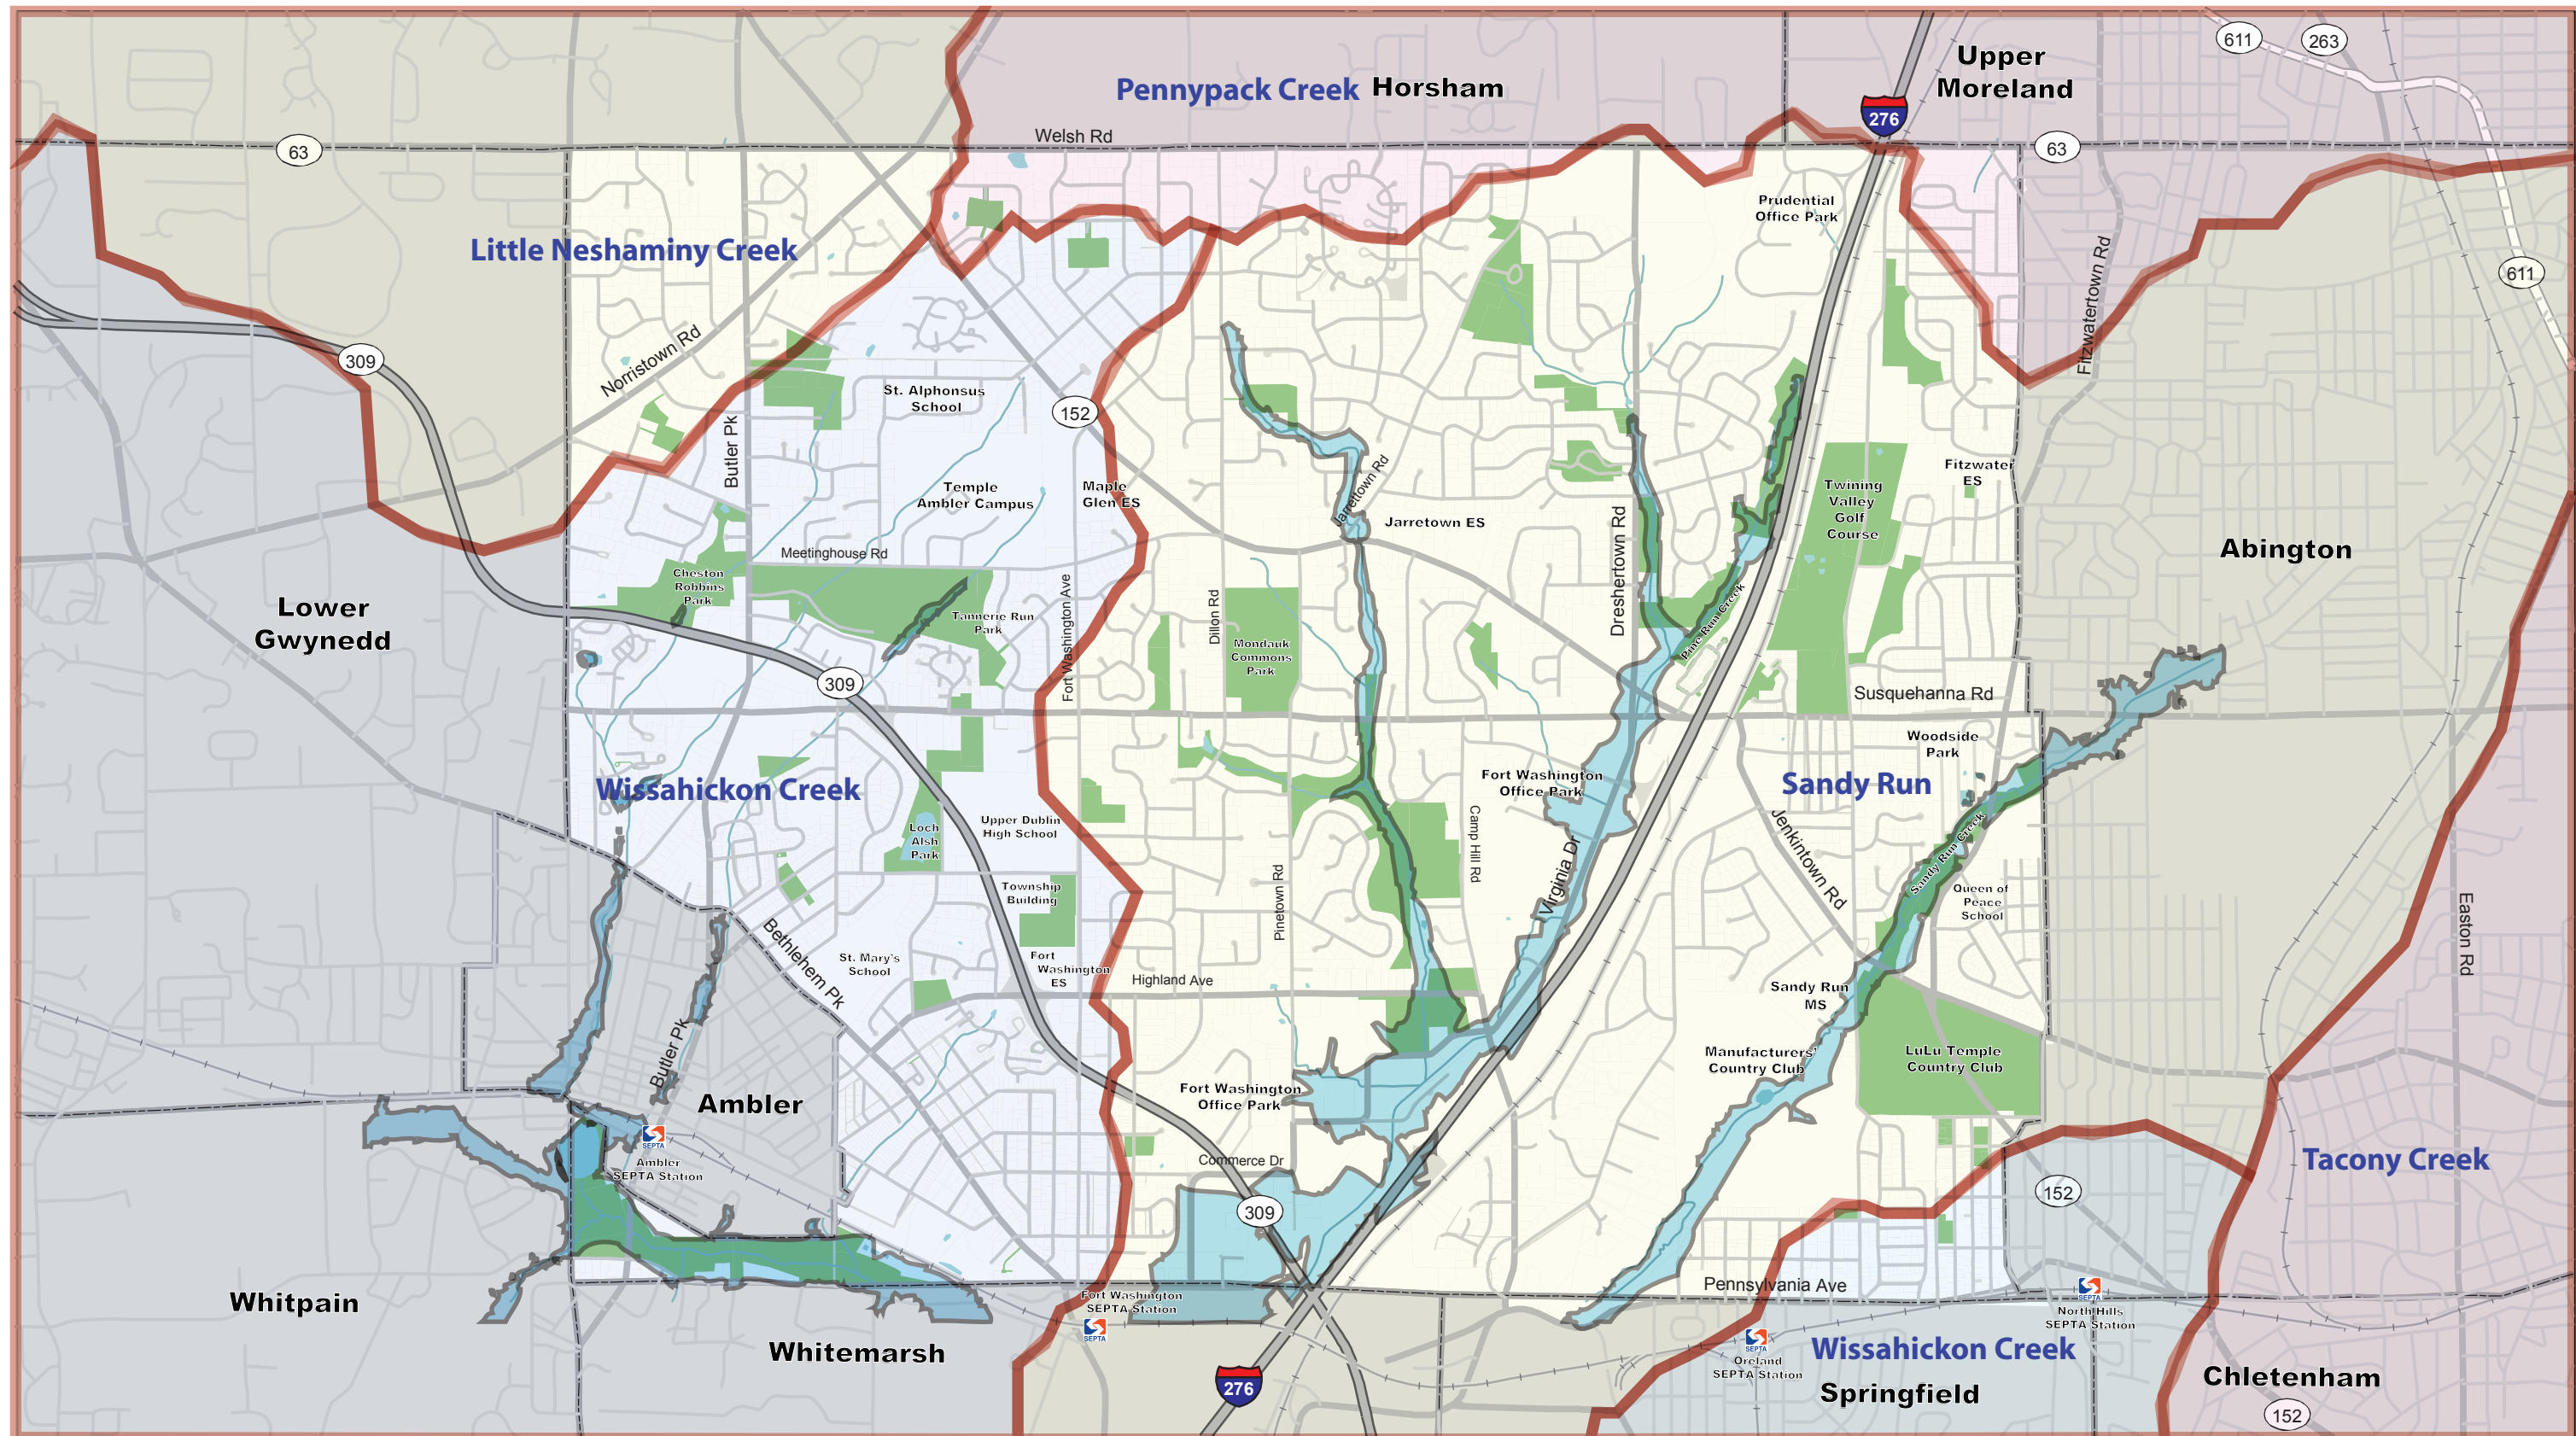 611
263
Upper
Moreland
Pennypack Creek
Horsham
276
Welsh Rd
63
63
Prudential
Office Park
Little Neshaminy Creek
Fitzwatertown Rd
611
309
Norristown Rd
St. Alphonsus
School
152
Butler Pk
Jarrettown Rd
Fitzwater
ES
Temple
Ambler Campus
Maple
Glen ES
Twining
Valley
Golf
Course
Jarretown ES
Dreshertown Rd
Abington
Meetinghouse Rd
Cheston
Robbins
Park
Fort Washington Ave
Lower
Gwynedd
Tannerie Run
Park
Dillon Rd
Mondauk
Commons
Park
Pine Run Creek
309
Susquehanna Rd
Woodside
Park
Wissahickon Creek
Fort Washington
Office Park
Sandy Run
Loch
Alsh
Park
Upper Dublin
High School
Camp Hill Rd
Jenkintown Rd
Sandy Run Creek
Virginia Dr
Township
Building
Pinetown Rd
Queen of
Peace
School
Easton Rd
Bethlehem Pk
St. Mary's
School
Fort
Washington
ES
Highland Ave
Sandy Run
MS
Butler Pk
Manufacturers'
Country Club
LuLu Temple
Country Club
Fort Washington
Office Park
Ambler
SEPTA
Ambler
SEPTA Station
Commerce Dr
Tacony Creek
152
309
Pennsylvania Ave
Whitpain
Fort Washington
SEPTA Station
SEPTA
SEPTA
North Hills
SEPTA Station
Whitemarsh
SEPTA
Oreland
SEPTA Station
Wissahickon Creek
Springfield
276
Chletenham
152